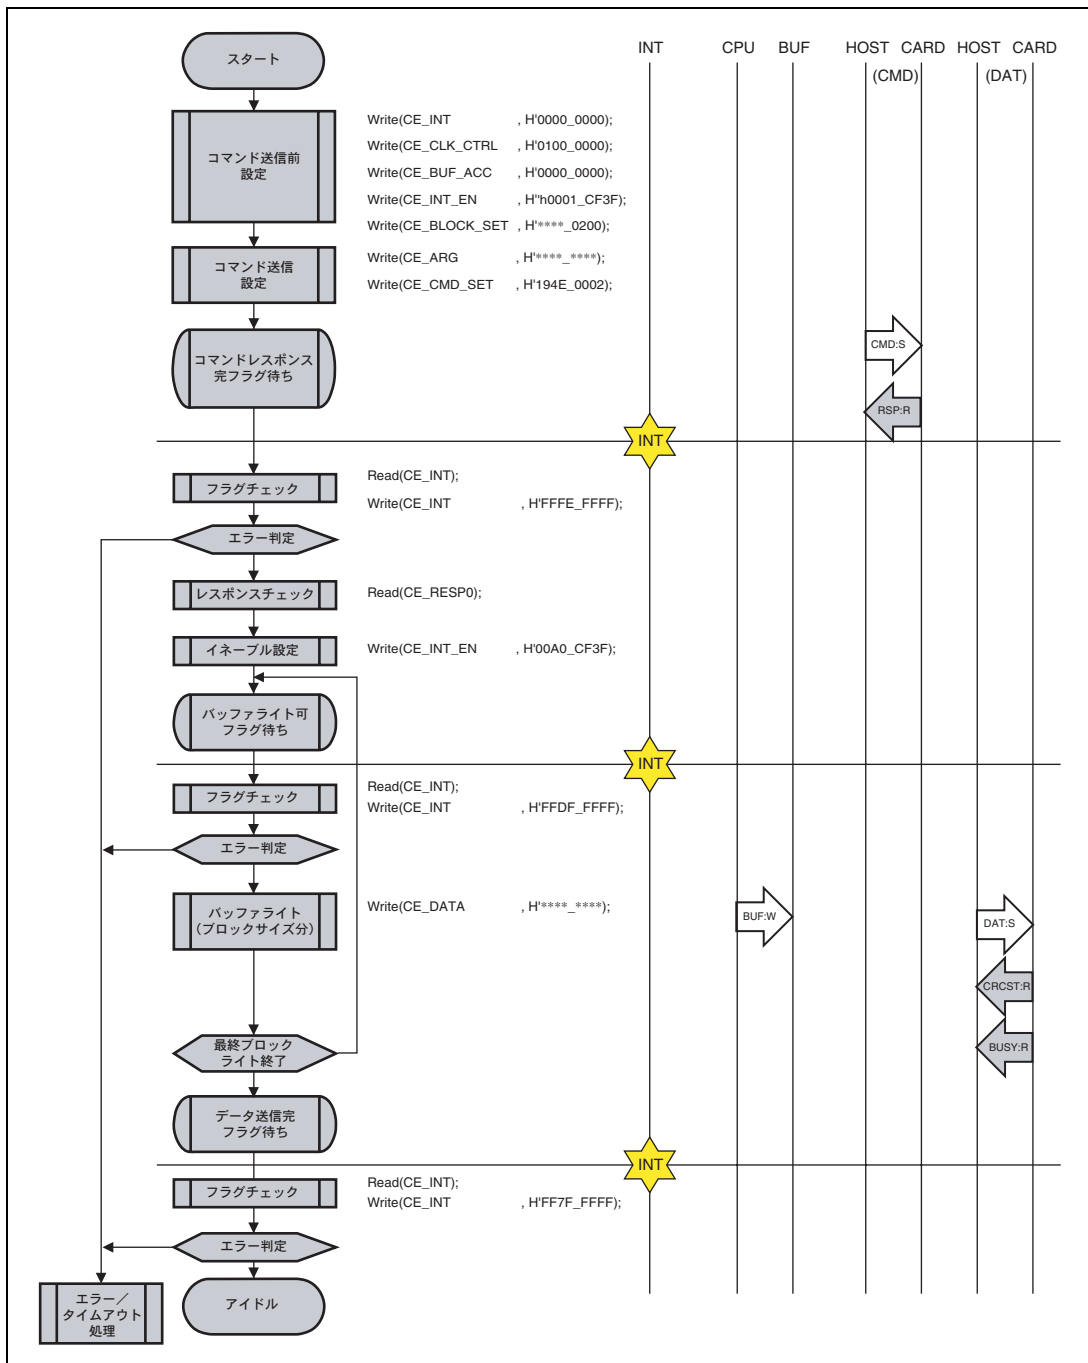 INT CPU BUF HOST CARD HOST CARD
(CMD) (DAT)
スタート
コマンド送信前
設定
Write(CE_INT , H'0000_0000);
Write(CE_CLK_CTRL , H'0100_0000);
Write(CE_BUF_ACC , H'0000_0000);
Write(CE_INT_EN , H''h0001_CF3F);
Write(CE_BLOCK_SET , H'****_0200);
コマンド送信
設定
Write(CE_ARG , H'****_****);
Write(CE_CMD_SET , H'194E_0002);
コマンドレスポンス
完フラグ待ち
CMD:S
RSP:R
INT
フラグチェック
Read(CE_INT);
Write(CE_INT , H'FFFE_FFFF);
エラー判定
レスポンスチェック
Read(CE_RESP0);
イネーブル設定
Write(CE_INT_EN , H'00A0_CF3F);
バッファライト可
フラグ待ち
INT
フラグチェック
Read(CE_INT);
Write(CE_INT , H'FFDF_FFFF);
エラー判定
バッファライト
(ブロックサイズ分)
Write(CE_DATA , H'****_****);
BUF:W
DAT:S
CRCST:R
BUSY:R
最終ブロック
ライト終了
データ送信完
フラグ待ち
INT
フラグチェック
Read(CE_INT);
Write(CE_INT , H'FF7F_FFFF);
エラー判定
エラー/
タイムアウト
処理
アイドル